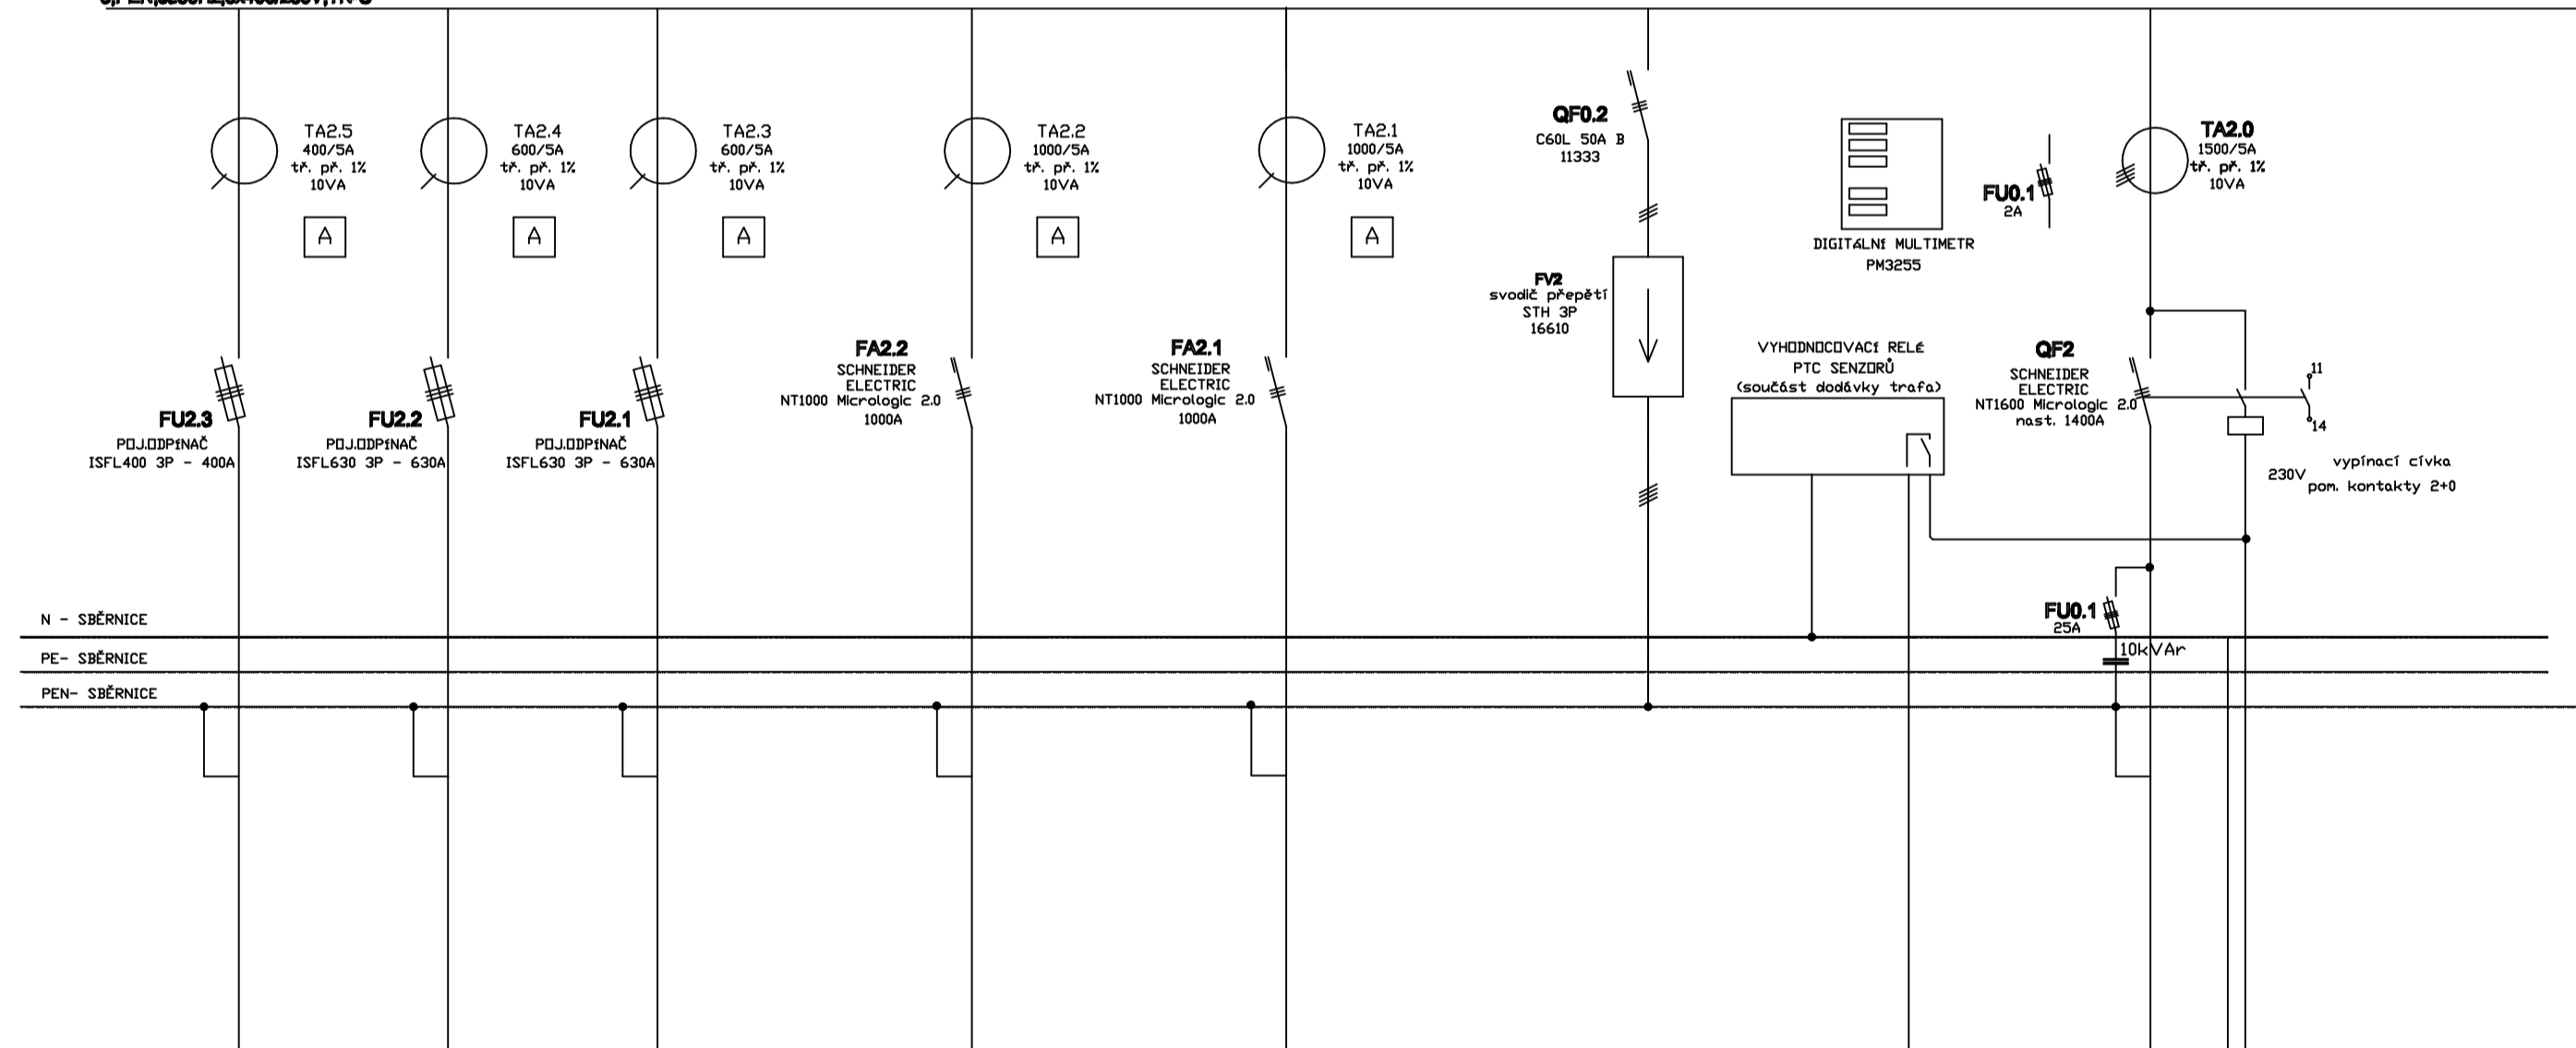 TA2.5
400/5A
tř. př. 1%
10VA
A
TA2.4
600/5A
tř. př. 1%
10VA
A
TA2.3
600/5A
tř. př. 1%
10VA
A
TA2.2
1000/5A
tř. př. 1%
10VA
A
TA2.1
1000/5A
tř. př. 1%
10VA
A
QF0.2
C60L 50A B
11333
FV2
svodič přepětí
STH 3P
16610
DIGITÁLNÍ MULTIMETR
PM3255
FU0.1
2A
TA2.0
1500/5A
tř. př. 1%
10VA
FU2.3
POJ.ODPÍNAČ
ISFL400 3P - 400A
FU2.2
POJ.ODPÍNAČ
ISFL630 3P - 630A
FU2.1
POJ.ODPÍNAČ
ISFL630 3P - 630A
FA2.2
SCHNEIDER
ELECTRIC
NT1000 Micrologic 2.0
1000A
FA2.1
SCHNEIDER
ELECTRIC
NT1000 Micrologic 2.0
1000A
VYHODNOCOVACÍ RELÉ
PTC SENZORŮ
(součást dodávky trafa)
QF2
SCHNEIDER
ELECTRIC
NT1600 Micrologic 2.0
nast. 1400A
11
14
vypínací cívka
230V
pom. kontakty 2+0
FU0.1
25A
10kVAr
N - SBĚRNICE
PE- SBĚRNICE
PEN- SBĚRNICE